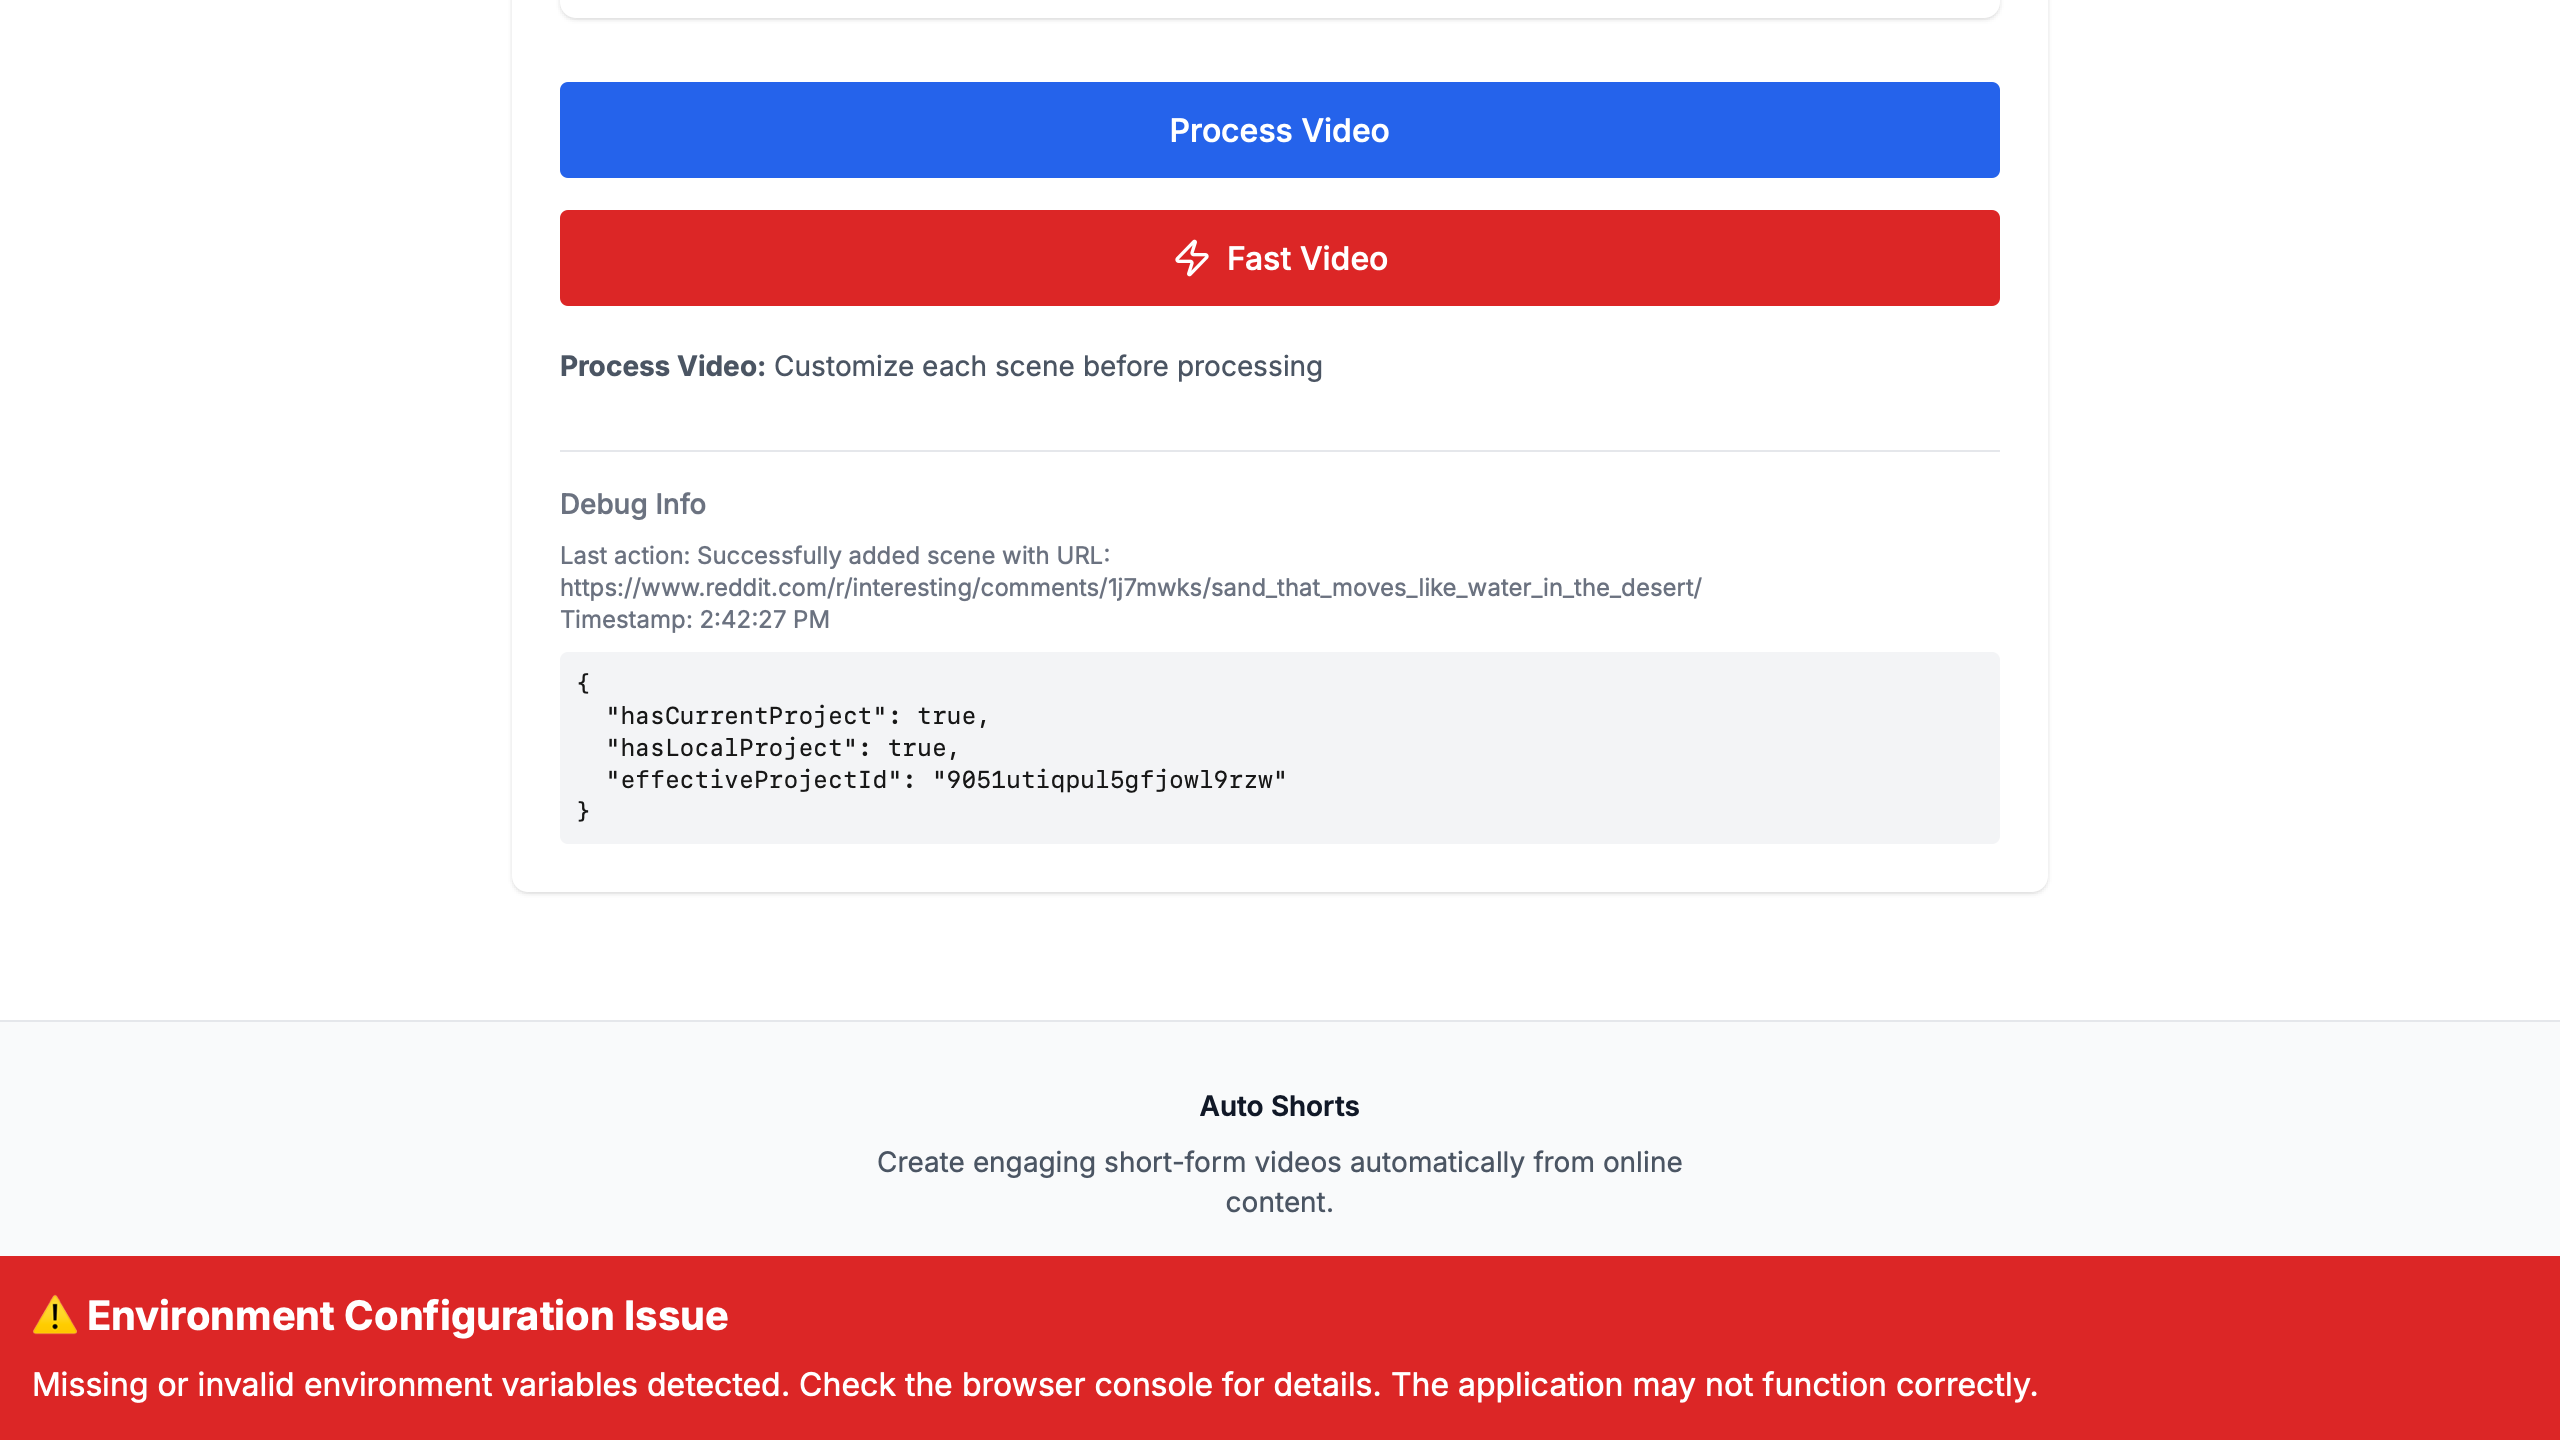 Process Video
Fast Video
Process Video: Customize each scene before processing
Debug Info
Last action: Successfully added scene with URL:
https://www.reddit.com/r/interesting/comments/1j7mwks/sand_that_moves_like_water_in_the_desert/
Timestamp: 2:42:27 PM
{
  "hasCurrentProject": true,
  "hasLocalProject": true,
  "effectiveProjectId": "9051utiqpul5gfjowl9rzw"
}
Auto Shorts
Create engaging short-form videos automatically from online
content.
⚠️ Environment Configuration Issue
Missing or invalid environment variables detected. Check the browser console for details. The application may not function correctly.